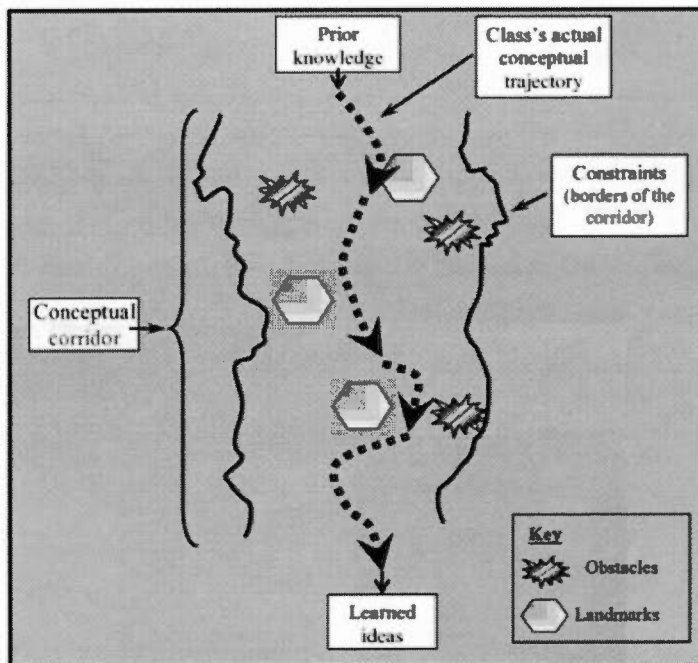 Prior
knowledge
Class's actual
conceptual
trajectory
Constraints
(borders of the
corridor)
Conceptual
corridor
Key
Obstacles
Landmarks
Learned
ideas